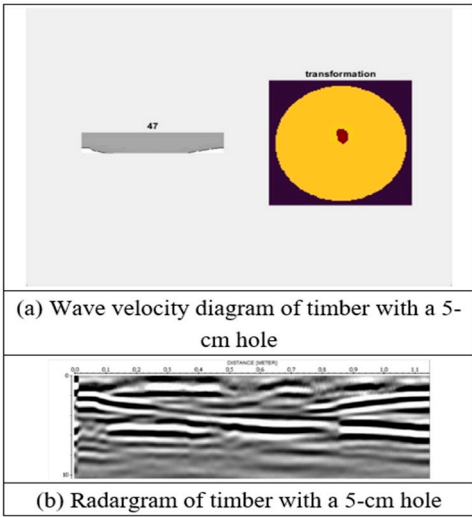 transformation
47
(a) Wave velocity diagram of timber with a 5-
cm hole
DISTANCE [METER]
0,0 0,1 0,2 0,3 0,4 0,5 0,6 0,7 0,8 0,9 1,0 1,1
0
10
(b) Radargram of timber with a 5-cm hole